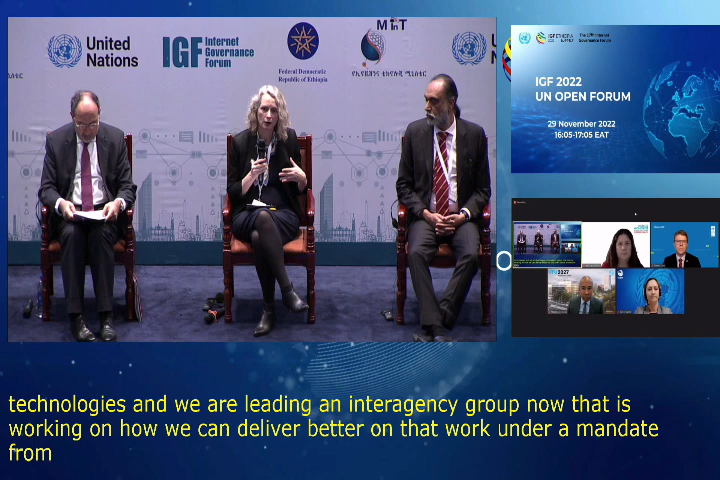 United
Nations
IGF Internet
Governance
Forum
Federal Democratic
Republic of Ethiopia
MinT
U
N
IGF 2022
UN OPEN FORUM
29 November 2022
16:05-17:05 EAT
O
technologies and we are leading an interagency group now that is
working on how we can deliver better on that work under a mandate
from